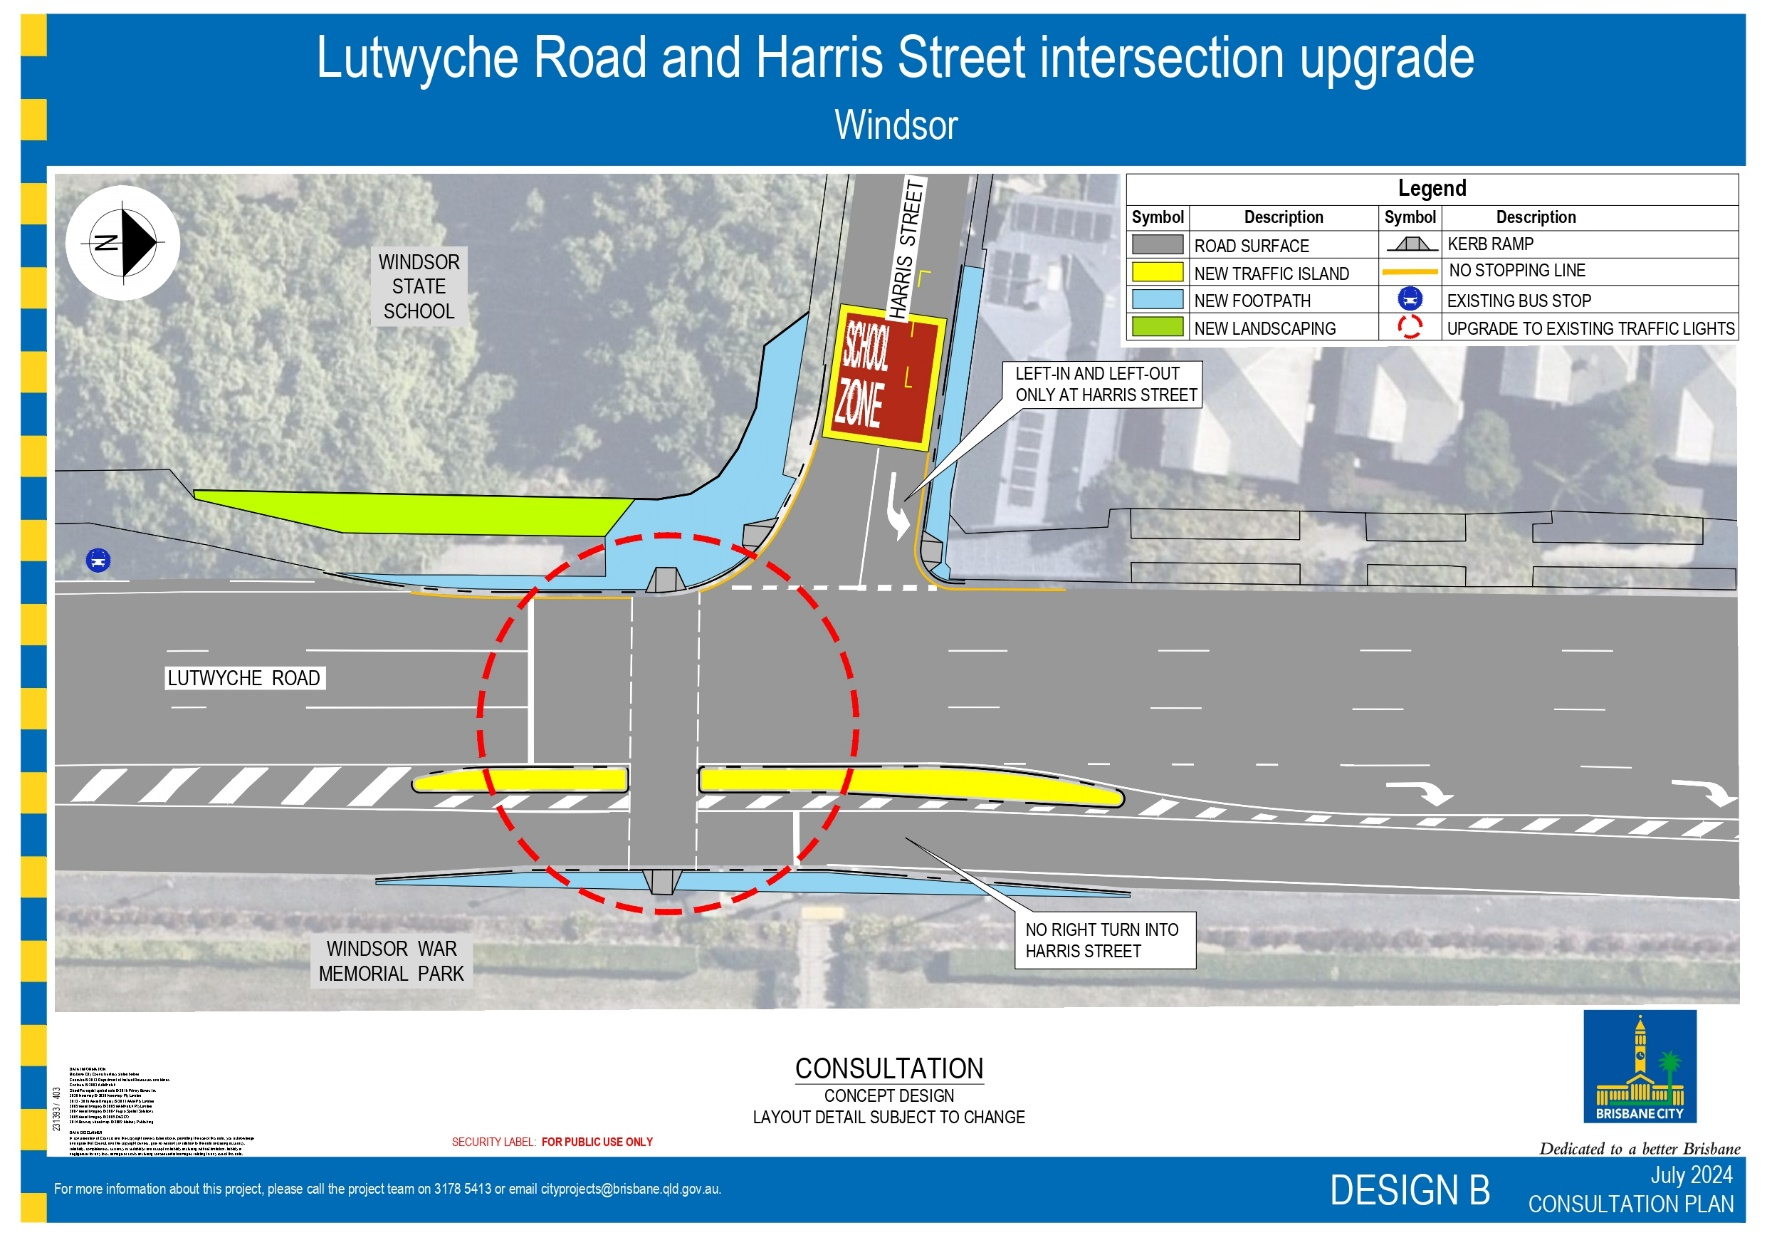 Lutwyche Road and Harris Street intersection upgrade
Windsor
N
WINDSOR
STATE
SCHOOL
HARRIS STREET
SCHOOL
ZONE
Legend
Symbol Description Symbol Description
ROAD SURFACE KERB RAMP
NEW TRAFFIC ISLAND NO STOPPING LINE
NEW FOOTPATH EXISTING BUS STOP
NEW LANDSCAPING UPGRADE TO EXISTING TRAFFIC LIGHTS
LEFT-IN AND LEFT-OUT
ONLY AT HARRIS STREET
LUTWYCHE ROAD
NO RIGHT TURN INTO
HARRIS STREET
WINDSOR WAR
MEMORIAL PARK
CONSULTATION
CONCEPT DESIGN
LAYOUT DETAIL SUBJECT TO CHANGE
231393 / 403
SECURITY LABEL: FOR PUBLIC USE ONLY
BRISBANE CITY
Dedicated to a better Brisbane
For more information about this project, please call the project team on 3178 5413 or email cityprojects@brisbane.qld.gov.au.
DESIGN B
July 2024
CONSULTATION PLAN